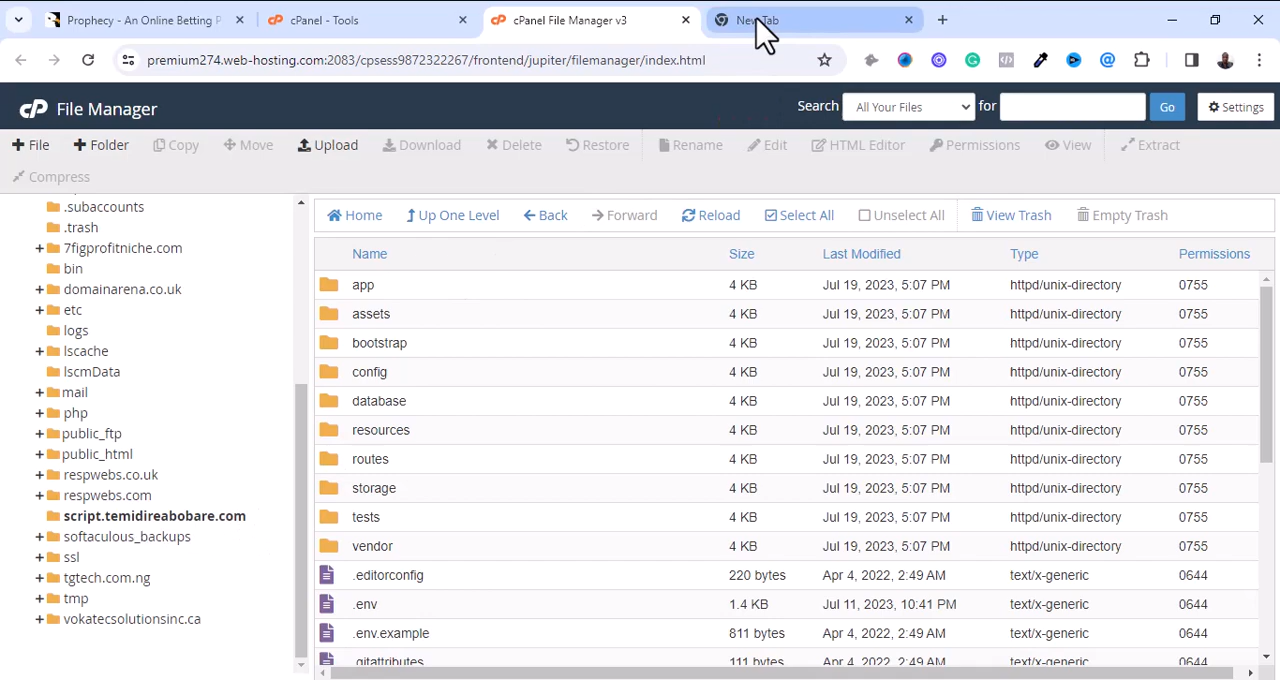 Prophecy - An Online Betting P
cPanel - Tools
cPanel File Manager v3
New Tab
premium274.web-hosting.com:2083/cpsess9872322267/frontend/jupiter/filemanager/index.html
cP File Manager
Search All Your Files for Go Settings
File Folder Copy Move Upload Download Delete Restore Rename Edit HTML Editor Permissions View Extract
Compress
.subaccounts
.trash
7figprofitniche.com
bin
domainarena.co.uk
etc
logs
lscache
lscmData
mail
php
public_ftp
public_html
respwebs.co.uk
respwebs.com
script.temidireabobare.com
softaculous_backups
ssl
tgtech.com.ng
tmp
vokatecsolutionsinc.ca
Home Up One Level Back Forward Reload Select All Unselect All View Trash Empty Trash
Name Size Last Modified Type Permissions
app 4 KB Jul 19, 2023, 5:07 PM httpd/unix-directory 0755
assets 4 KB Jul 19, 2023, 5:07 PM httpd/unix-directory 0755
bootstrap 4 KB Jul 19, 2023, 5:07 PM httpd/unix-directory 0755
config 4 KB Jul 19, 2023, 5:07 PM httpd/unix-directory 0755
database 4 KB Jul 19, 2023, 5:07 PM httpd/unix-directory 0755
resources 4 KB Jul 19, 2023, 5:07 PM httpd/unix-directory 0755
routes 4 KB Jul 19, 2023, 5:07 PM httpd/unix-directory 0755
storage 4 KB Jul 19, 2023, 5:07 PM httpd/unix-directory 0755
tests 4 KB Jul 19, 2023, 5:07 PM httpd/unix-directory 0755
vendor 4 KB Jul 19, 2023, 5:07 PM httpd/unix-directory 0755
.editorconfig 220 bytes Apr 4, 2022, 2:49 AM text/x-generic 0644
.env 1.4 KB Jul 11, 2023, 10:41 PM text/x-generic 0644
.env.example 811 bytes Apr 4, 2022, 2:49 AM text/x-generic 0644
.gitattributes 111 bytes Apr 4, 2022, 2:49 AM text/x-generic 0644